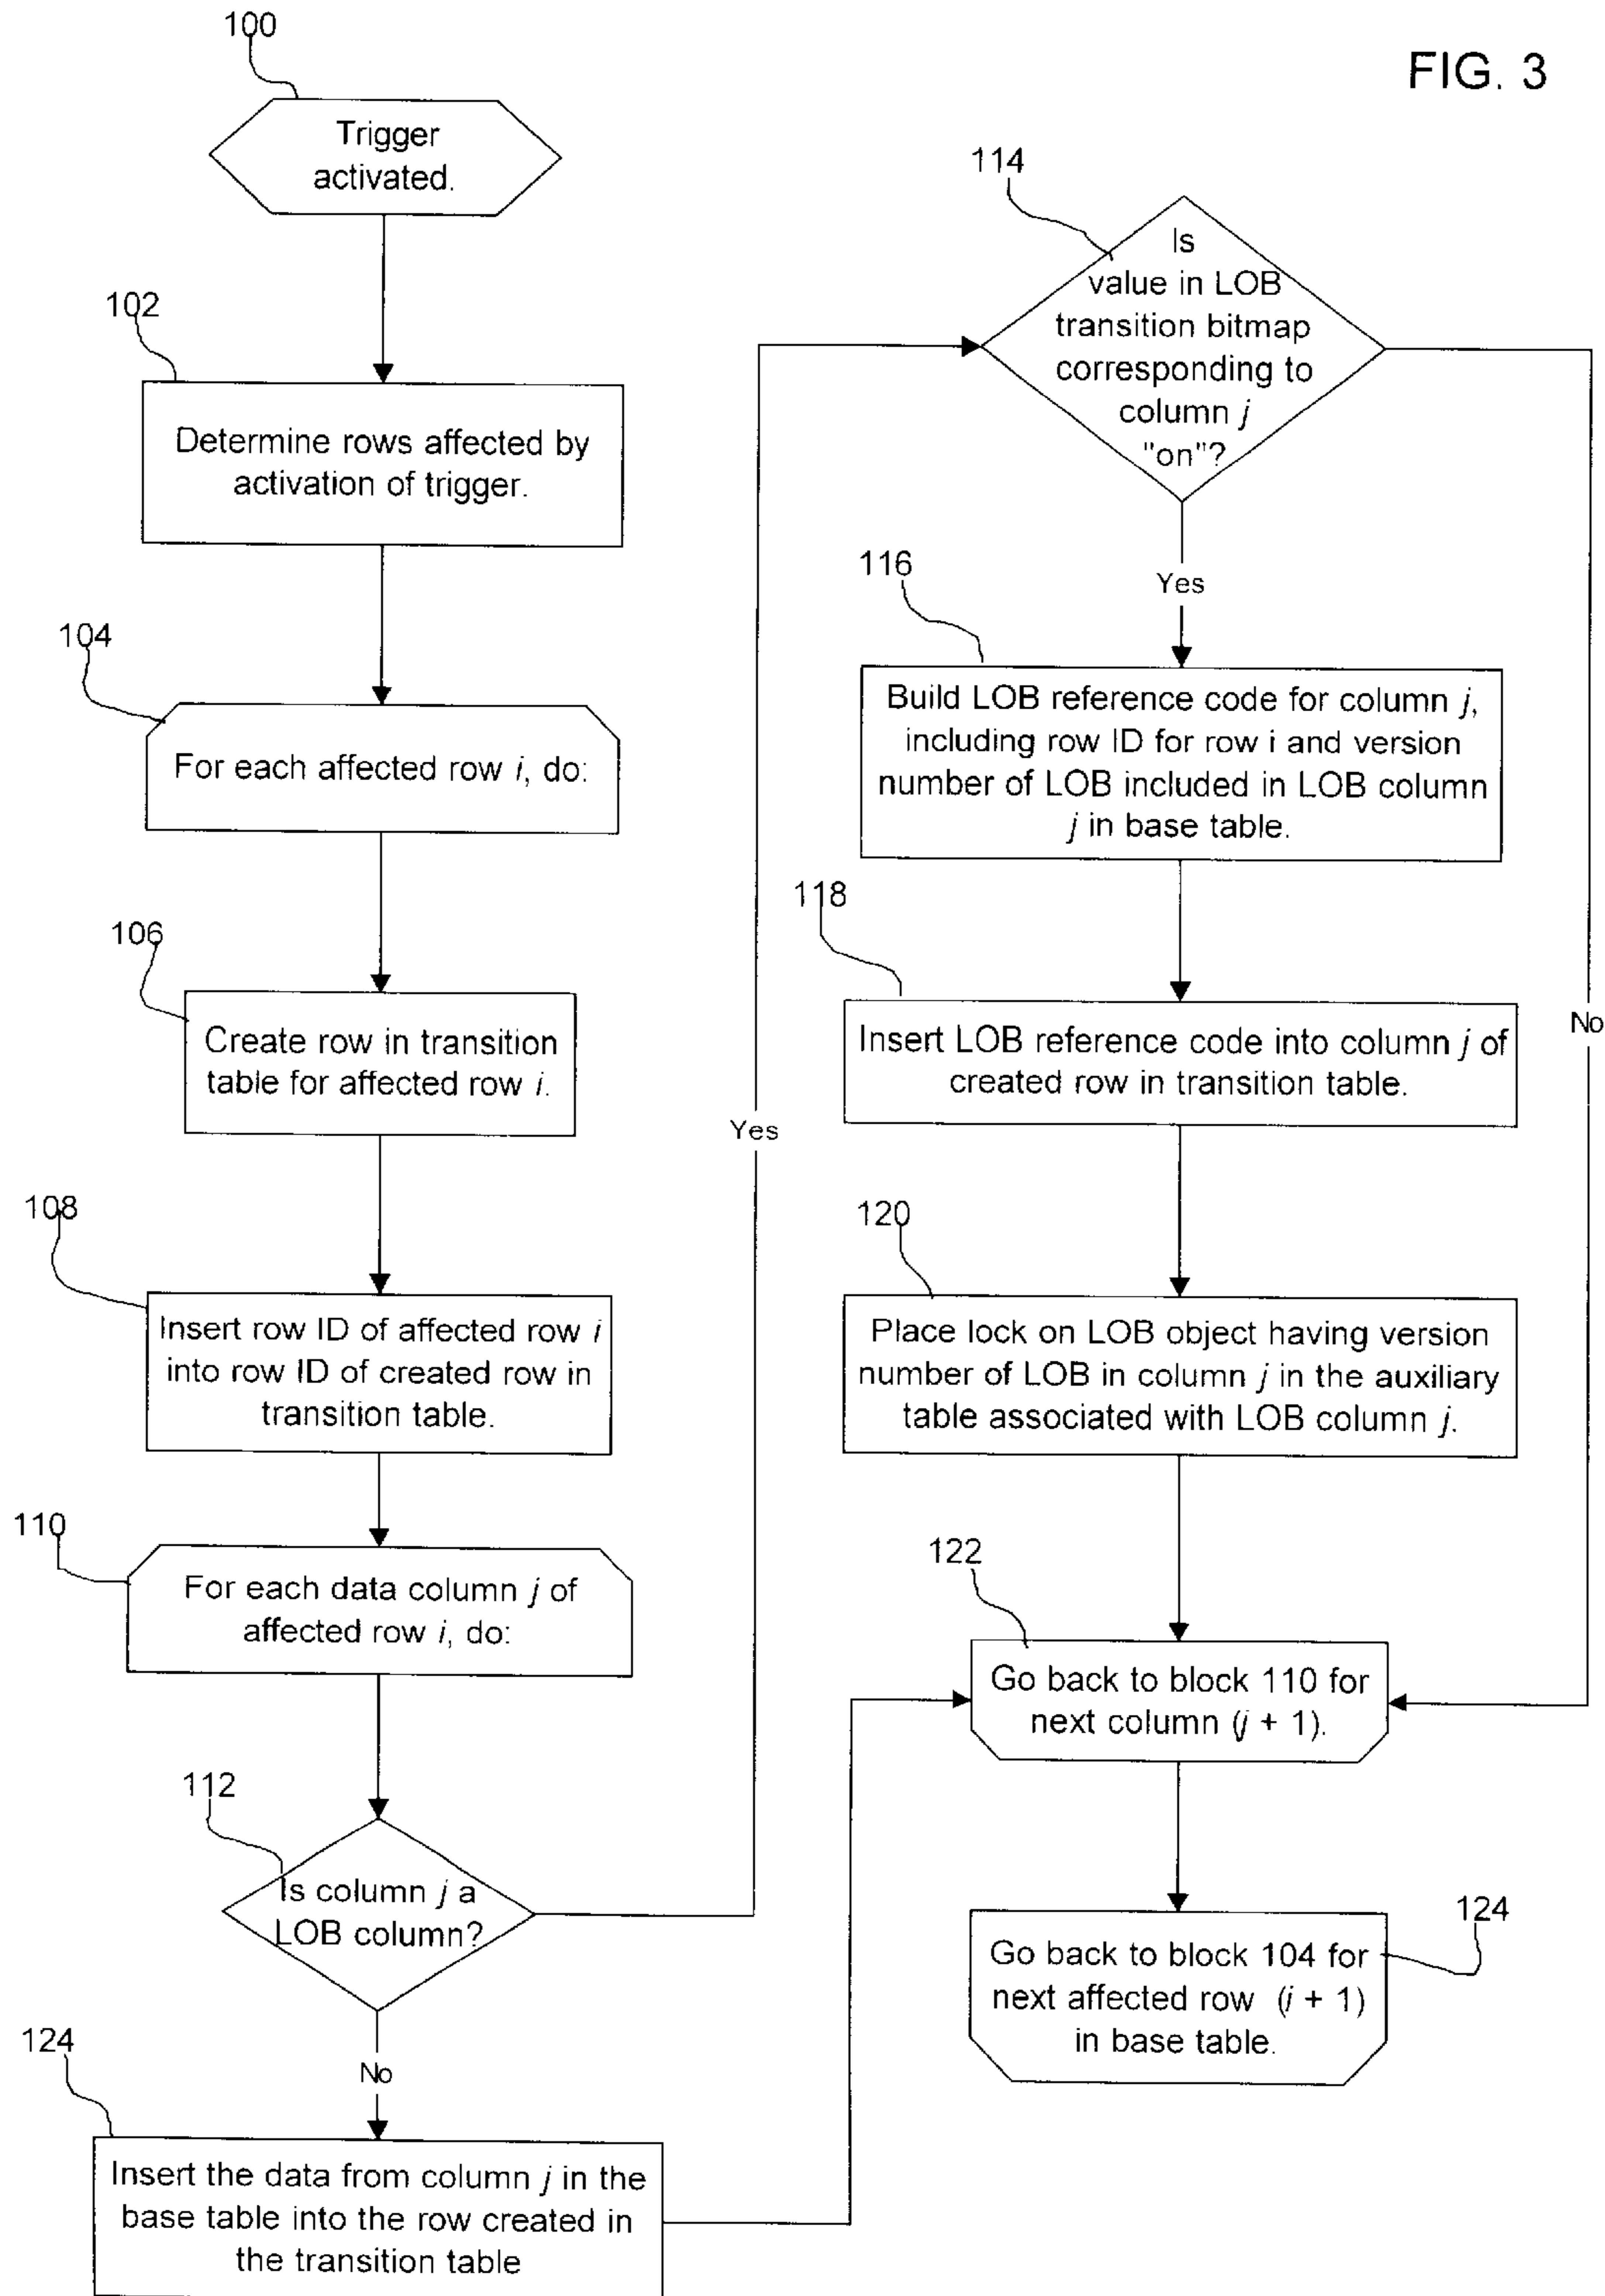 FIG. 3
100
Trigger
activated.
102
Determine rows affected by
activation of trigger.
104
For each affected row i, do:
106
Create row in transition
table for affected row i.
108
Insert row ID of affected row i
into row ID of created row in
transition table.
110
For each data column j of
affected row i, do:
112
Is column j a
LOB column?
Yes
No
124
Insert the data from column j in the
base table into the row created in
the transition table
114
Is
value in LOB
transition bitmap
corresponding to
column j
"on"?
Yes
No
116
Build LOB reference code for column j,
including row ID for row i and version
number of LOB included in LOB column
j in base table.
118
Insert LOB reference code into column j of
created row in transition table.
120
Place lock on LOB object having version
number of LOB in column j in the auxiliary
table associated with LOB column j.
122
Go back to block 110 for
next column (j + 1).
124
Go back to block 104 for
next affected row (i + 1)
in base table.